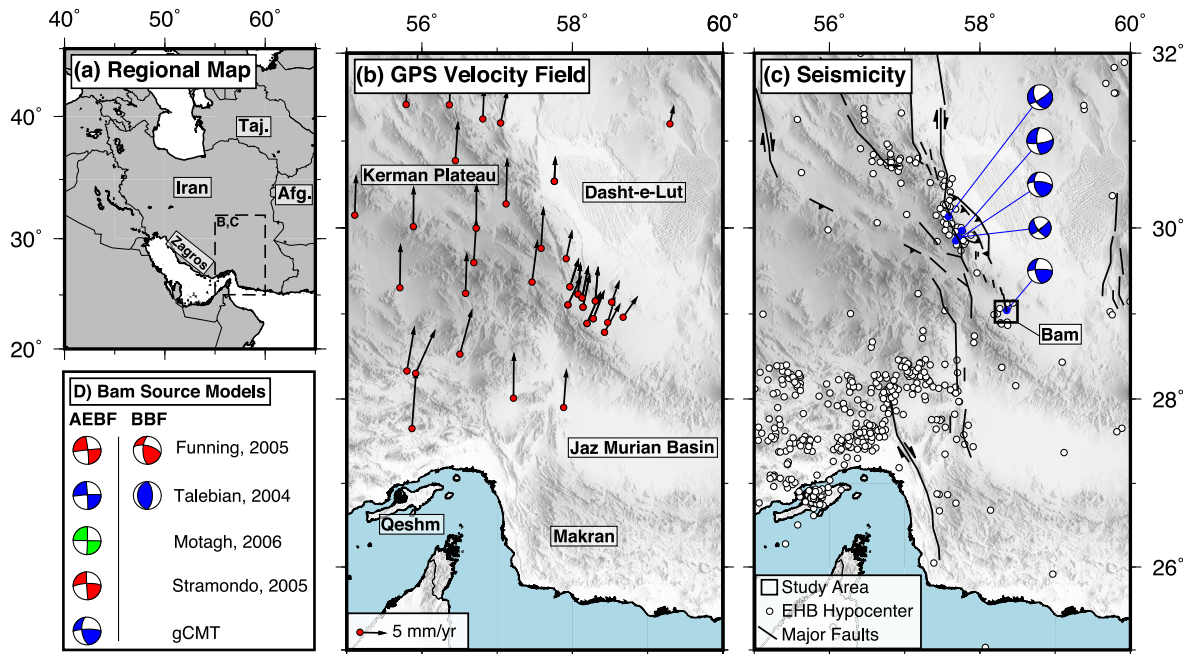 40° 50° 60°
56° 58° 60°
56° 58° 60°
(a) Regional Map
(b) GPS Velocity Field
(c) Seismicity
32°
40°
Taj.
Iran
Afg.
Kerman Plateau
Dasht-e-Lut
B,C
30°
30°
Zagros
20°
Bam
28°
D) Bam Source Models
AEBF BBF
Funning, 2005
Talebian, 2004
Motagh, 2006
Stramondo, 2005
gCMT
Jaz Murian Basin
Qeshm
Makran
5 mm/yr
26°
Study Area
EHB Hypocenter
Major Faults